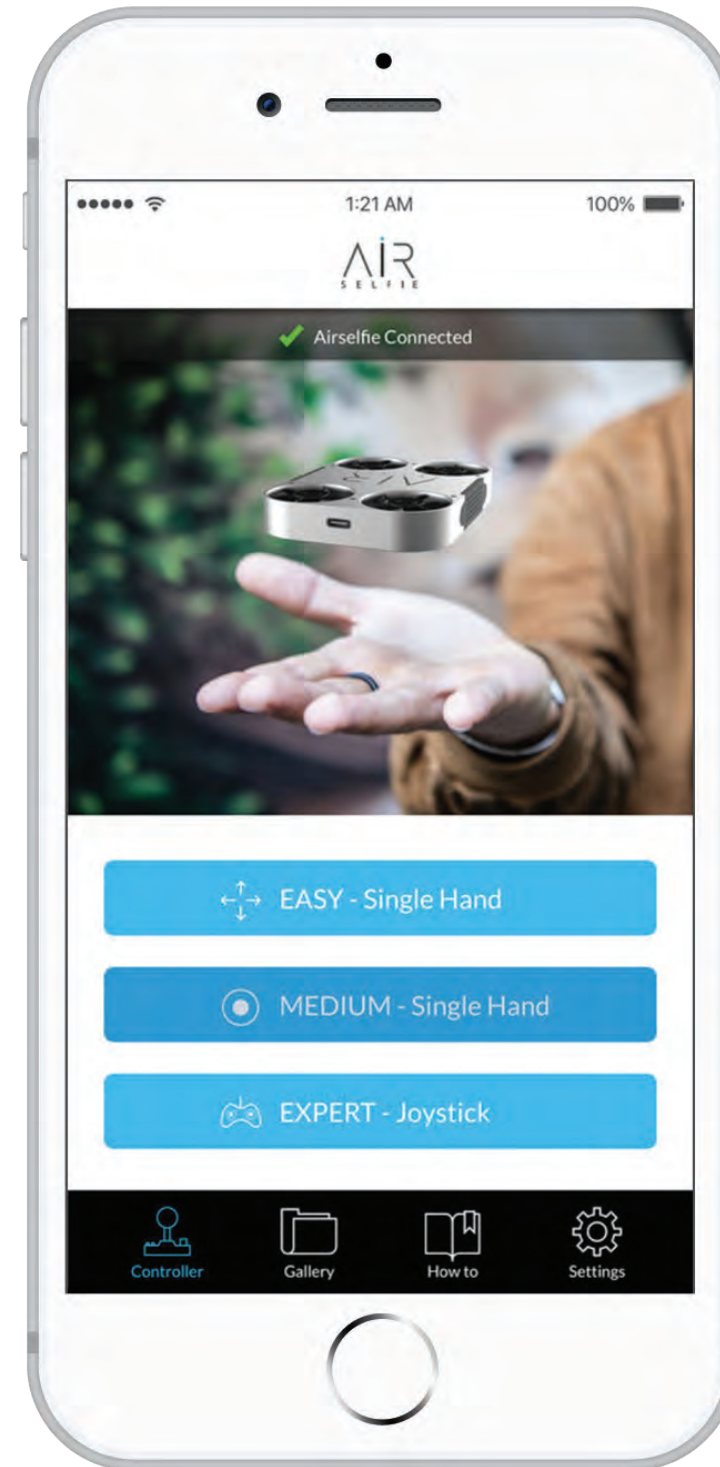 1:21 AM
100%
AIR
SELFIE
Airselfie Connected
EASY - Single Hand
MEDIUM - Single Hand
EXPERT - Joystick
Controller
Gallery
How to
Settings